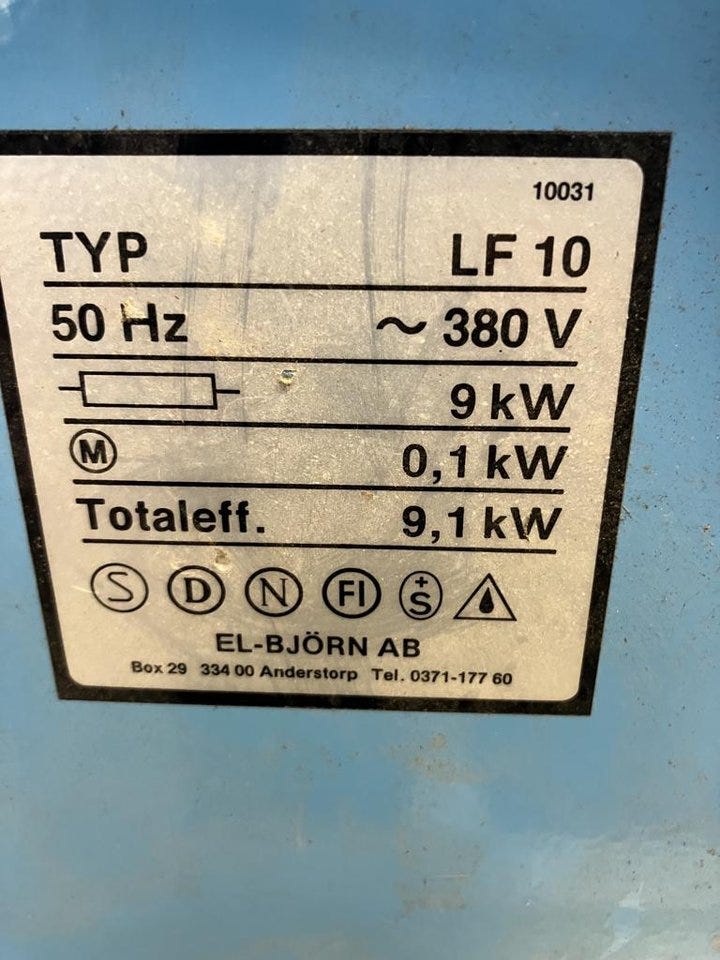 10031
TYP LF 10
50 Hz ~ 380 V
9 kW
M 0,1 kW
Totaleff. 9,1 kW
S D N FI +S
EL-BJÖRN AB
Box 29 334 00 Anderstorp Tel. 0371-177 60